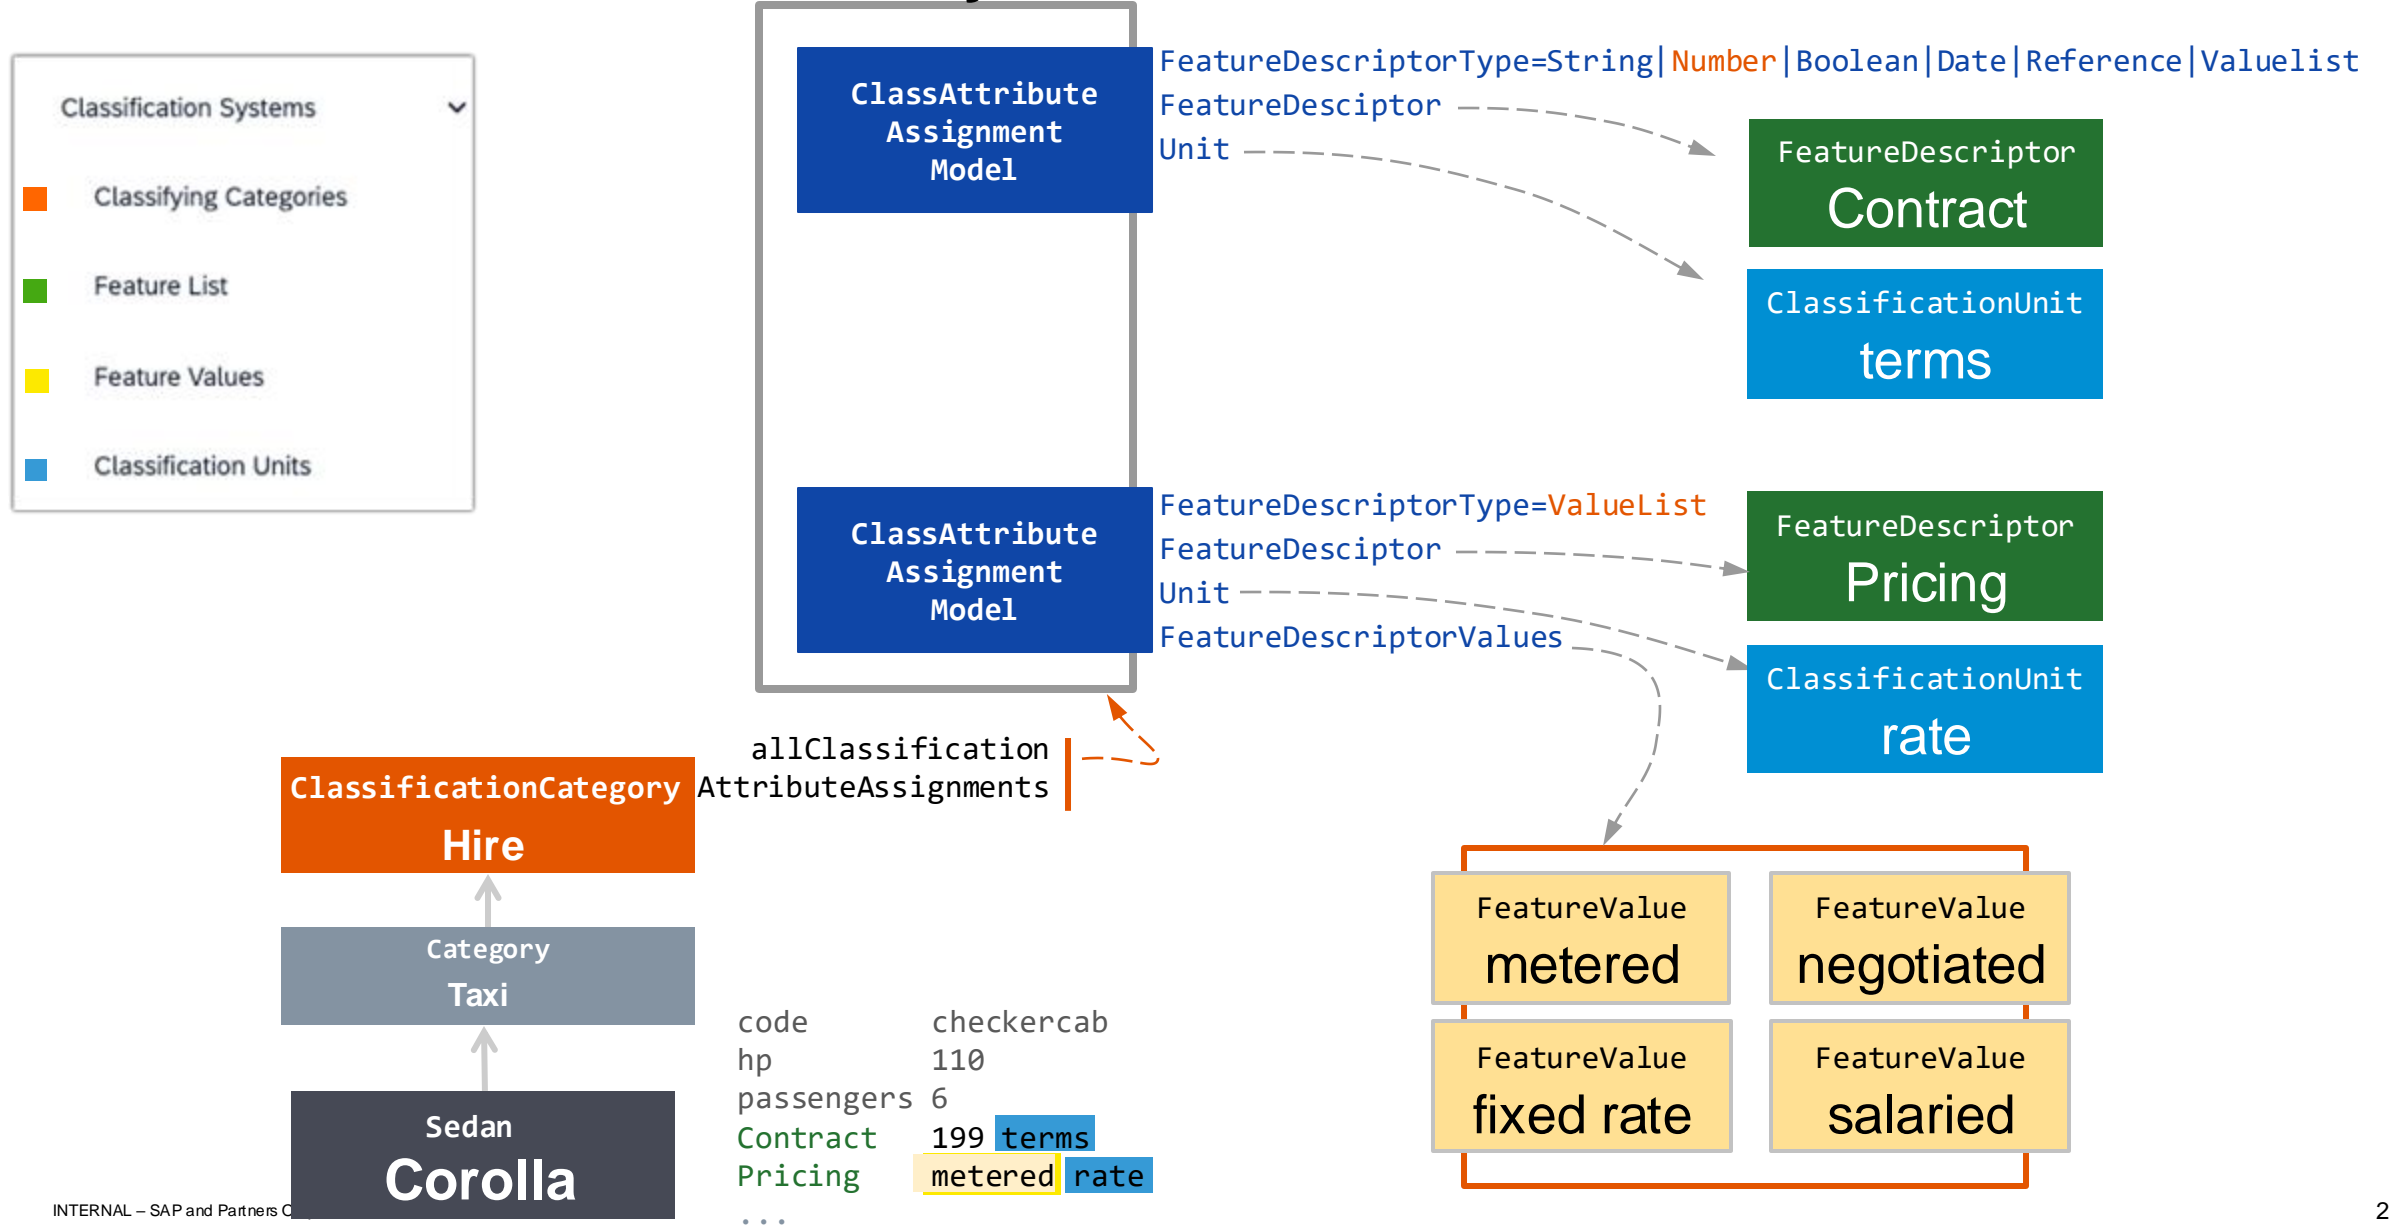 Classification Systems
Classifying Categories
Feature List
Feature Values
Classification Units
ClassAttribute
Assignment
Model
FeatureDescriptorType=String|Number|Boolean|Date|Reference|Valuelist
FeatureDesciptor
Unit
FeatureDescriptor
Contract
ClassificationUnit
terms
ClassAttribute
Assignment
Model
FeatureDescriptorType=ValueList
FeatureDesciptor
Unit
FeatureDescriptorValues
FeatureDescriptor
Pricing
ClassificationUnit
rate
allClassification
AttributeAssignments
ClassificationCategory
Hire
Category
Taxi
Sedan
Corolla
code checkercab
hp 110
passengers 6
Contract 199 terms
Pricing metered rate
...
FeatureValue
metered
FeatureValue
negotiated
FeatureValue
fixed rate
FeatureValue
salaried
INTERNAL – SAP and Partners
2